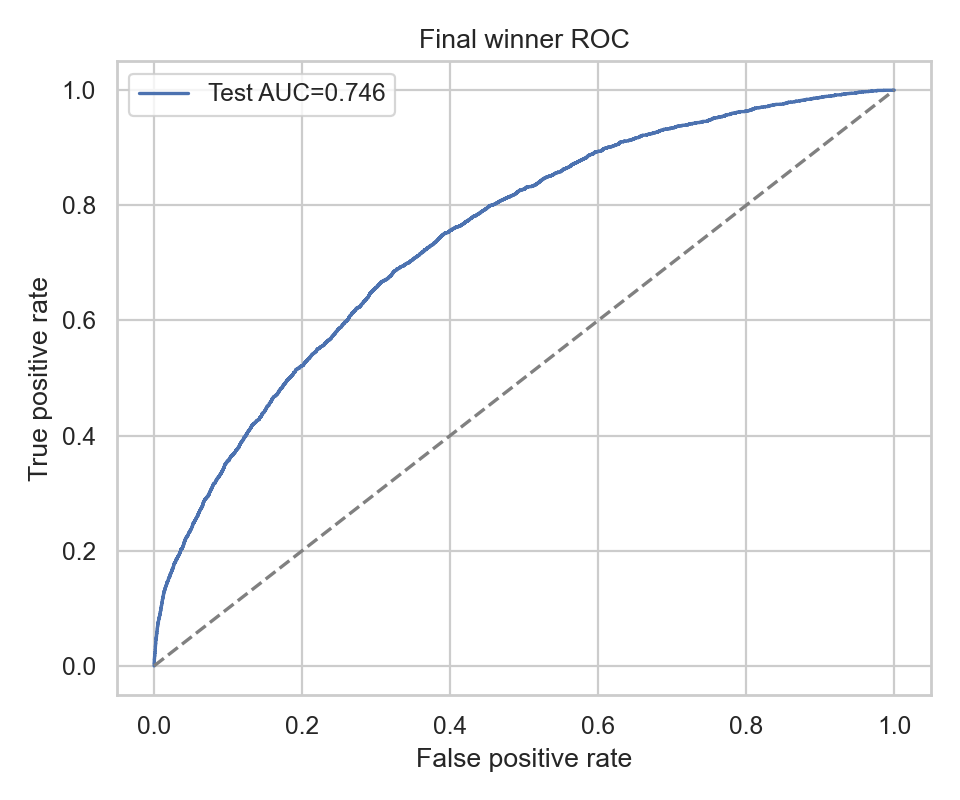 Final winner ROC
Test AUC=0.746
True positive rate
1.0
0.8
0.6
0.4
0.2
0.0
0.0 0.2 0.4 0.6 0.8 1.0
False positive rate